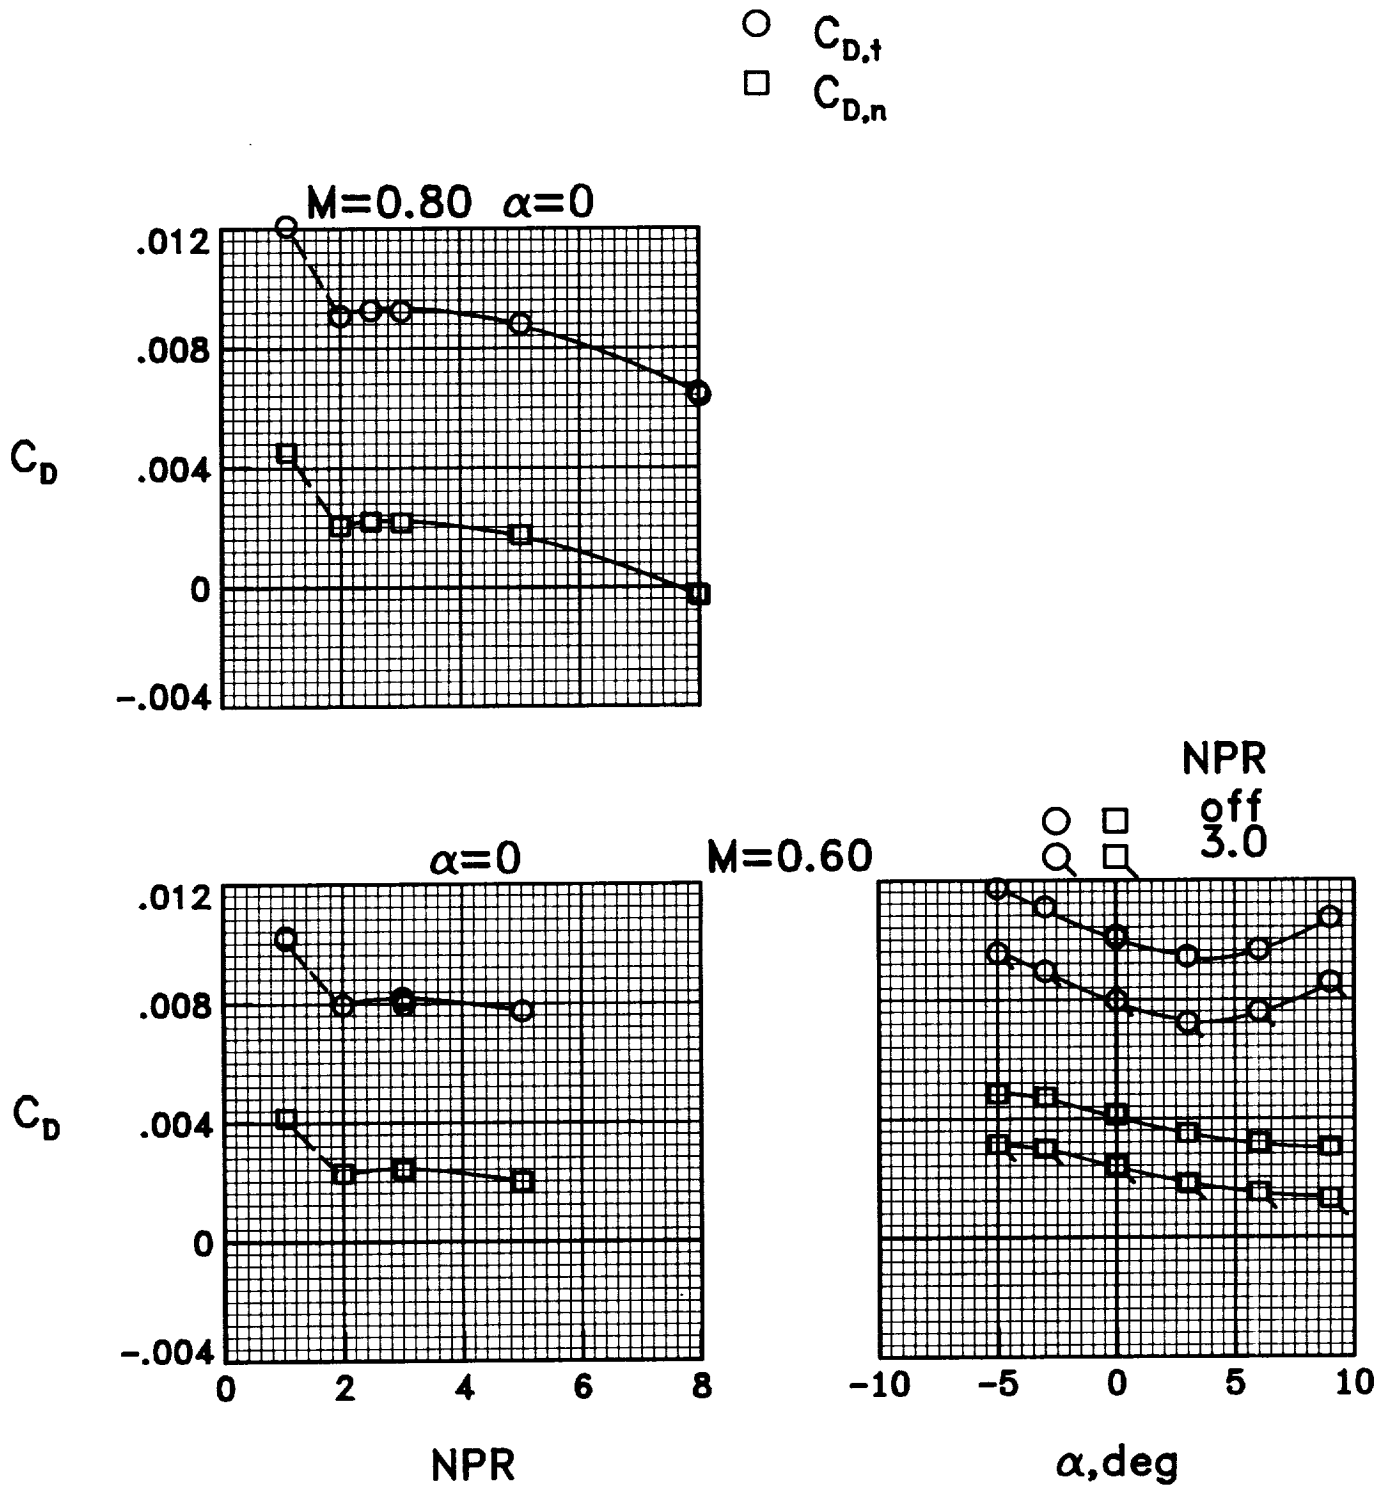 C_D,t
C_D,n
M=0.80 α=0
.012
.008
.004
0
-.004
C_D
NPR
off
3.0
α=0
M=0.60
.012
.008
.004
0
-.004
C_D
0 2 4 6 8
-10 -5 0 5 10
NPR
α,deg